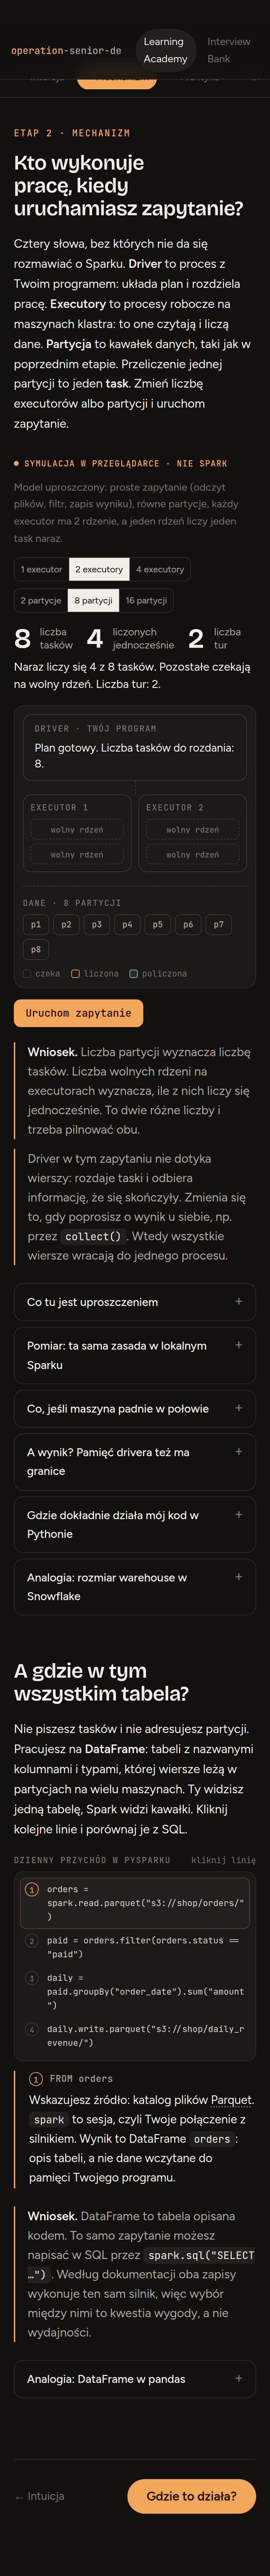 operation-senior-de
Learning Academy
Interview Bank
ETAP 2 · MECHANIZM
Kto wykonuje
pracę, kiedy
uruchamiasz zapytanie?
Cztery słowa, bez których nie da się
rozmawiać o Sparku. Driver to proces z
Twoim programem: układa plan i rozdziela
pracę. Executory to procesy robocze na
maszynach klastra: to one czytają i liczą
dane. Partycja to kawałek danych, taki jak w
poprzednim etapie. Przeliczenie jednej
partycji to jeden task. Zmień liczbę
executorów albo partycji i uruchom
zapytanie.
SYMULACJA W PRZEGLĄDARCE · NIE SPARK
Model uproszczony: proste zapytanie (odczyt
plików, filtr, zapis wyniku), równe partycje, każdy
executor ma 2 rdzenie, a jeden rdzeń liczy jeden
task naraz.
1 executor 2 executory 4 executory
2 partycje 8 partycji 16 partycji
8 liczba tasków 4 liczonych jednocześnie 2 liczba tur
Naraz liczy się 4 z 8 tasków. Pozostałe czekają
na wolny rdzeń. Liczba tur: 2.
DRIVER · TWÓJ PROGRAM
Plan gotowy. Liczba tasków do rozdania:
8.
EXECUTOR 1 EXECUTOR 2
wolny rdzeń wolny rdzeń
wolny rdzeń wolny rdzeń
DANE · 8 PARTYCJI
p1 p2 p3 p4 p5 p6 p7
p8
czeka liczona policzona
Uruchom zapytanie
Wniosek. Liczba partycji wyznacza liczbę
tasków. Liczba wolnych rdzeni na
executorach wyznacza, ile z nich liczy się
jednocześnie. To dwie różne liczby i
trzeba pilnować obu.
Driver w tym zapytaniu nie dotyka
wierszy: rozdaje taski i odbiera
informację, że się skończyły. Zmienia się
to, gdy poprosisz o wynik u siebie, np.
przez collect(). Wtedy wszystkie
wiersze wracają do jednego procesu.
Co tu jest uproszczeniem +
Pomiar: ta sama zasada w lokalnym
Sparku +
Co, jeśli maszyna padnie w połowie +
A wynik? Pamięć drivera też ma
granice +
Gdzie dokładnie działa mój kod w
Pythonie +
Analogia: rozmiar warehouse w
Snowflake +
A gdzie w tym
wszystkim tabela?
Nie piszesz tasków i nie adresujesz partycji.
Pracujesz na DataFrame: tabeli z nazwanymi
kolumnami i typami, której wiersze leżą w
partycjach na wielu maszynach. Ty widzisz
jedną tabelę, Spark widzi kawałki. Kliknij
kolejne linie i porównaj je z SQL.
DZIENNY PRZYCHÓD W PYSPARKU kliknij linię
1 orders =
spark.read.parquet("s3://shop/orders/"
)
2 paid = orders.filter(orders.status ==
"paid")
3 daily =
paid.groupBy("order_date").sum("amount
")
4 daily.write.parquet("s3://shop/daily_r
evenue/")
1 FROM orders
Wskazujesz źródło: katalog plików Parquet.
spark to sesja, czyli Twoje połączenie z
silnikiem. Wynik to DataFrame orders:
opis tabeli, a nie dane wczytane do
pamięci Twojego programu.
Wniosek. DataFrame to tabela opisana
kodem. To samo zapytanie możesz
napisać w SQL przez spark.sql("SELECT
…"). Według dokumentacji oba zapisy
wykonuje ten sam silnik, więc wybór
między nimi to kwestia wygody, a nie
wydajności.
Analogia: DataFrame w pandas +
← Intuicja
Gdzie to działa?